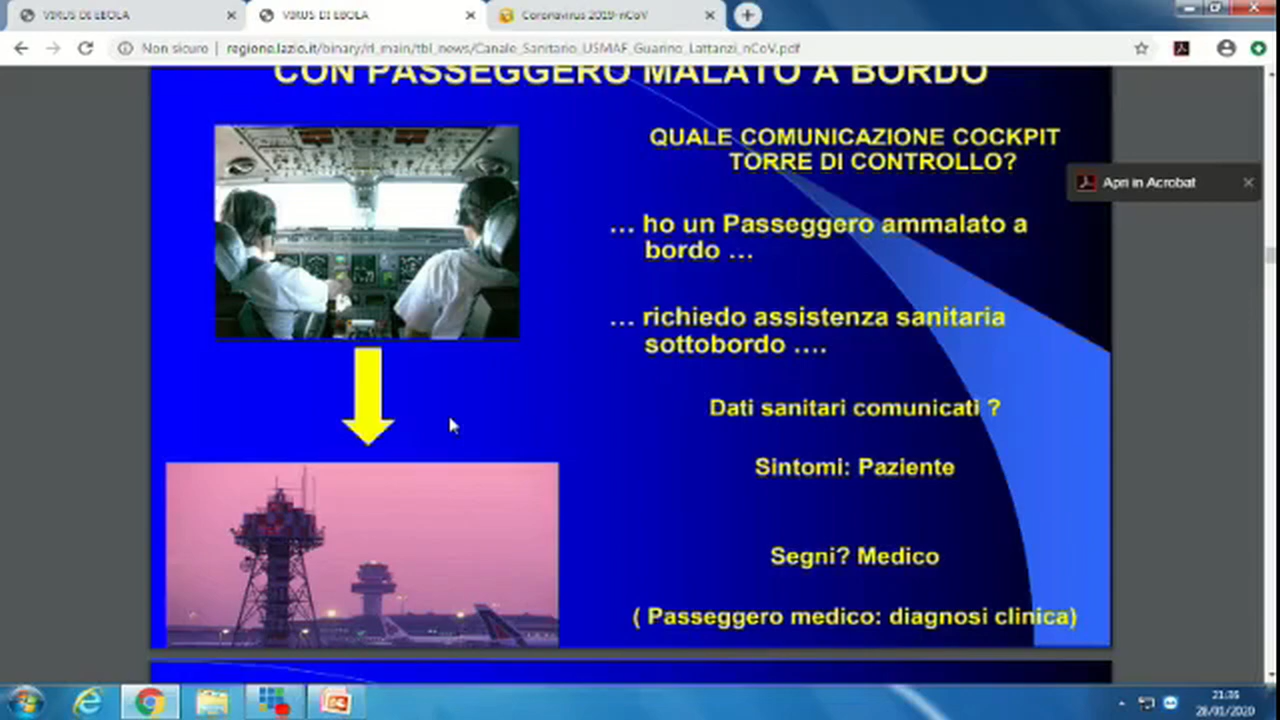 VIRUS DI EBOLA
VIRUS DI EBOLA
Coronavirus 2019-nCoV
Non sicuro | regione.lazio.it/binary/rl_main/tbl_news/Canale_Sanitario_USMAF_Guarino_Lattanzi_nCoV.pdf
CON PASSEGGERO MALATO A BORDO
QUALE COMUNICAZIONE COCKPIT
TORRE DI CONTROLLO?
Apri in Acrobat
... ho un Passeggero ammalato a
bordo ...
... richiedo assistenza sanitaria
sottobordo ....
Dati sanitari comunicati ?
Sintomi: Paziente
Segni? Medico
( Passeggero medico: diagnosi clinica)
21:35
28/01/2020